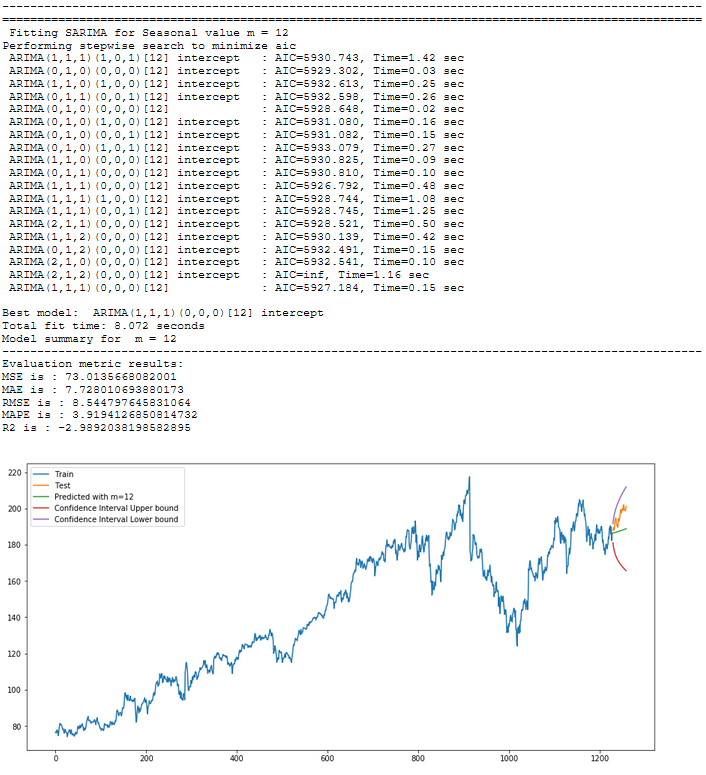 Fitting SARIMA for Seasonal value m = 12
Performing stepwise search to minimize aic
ARIMA(1,1,1)(1,0,1)[12] intercept : AIC=5930.743, Time=1.42 sec
ARIMA(0,1,0)(0,0,0)[12] intercept : AIC=5929.302, Time=0.03 sec
ARIMA(1,1,0)(1,0,0)[12] intercept : AIC=5932.613, Time=0.25 sec
ARIMA(0,1,1)(0,0,1)[12] intercept : AIC=5932.598, Time=0.26 sec
ARIMA(0,1,0)(0,0,0)[12] : AIC=5928.648, Time=0.02 sec
ARIMA(0,1,0)(1,0,0)[12] intercept : AIC=5931.080, Time=0.16 sec
ARIMA(0,1,0)(0,0,1)[12] intercept : AIC=5931.082, Time=0.15 sec
ARIMA(0,1,0)(1,0,1)[12] intercept : AIC=5933.079, Time=0.27 sec
ARIMA(1,1,0)(0,0,0)[12] intercept : AIC=5930.825, Time=0.09 sec
ARIMA(0,1,1)(0,0,0)[12] intercept : AIC=5930.810, Time=0.10 sec
ARIMA(1,1,1)(0,0,0)[12] intercept : AIC=5926.792, Time=0.48 sec
ARIMA(1,1,1)(1,0,0)[12] intercept : AIC=5928.744, Time=1.08 sec
ARIMA(1,1,1)(0,0,1)[12] intercept : AIC=5928.745, Time=1.25 sec
ARIMA(2,1,1)(0,0,0)[12] intercept : AIC=5928.521, Time=0.50 sec
ARIMA(1,1,2)(0,0,0)[12] intercept : AIC=5930.139, Time=0.42 sec
ARIMA(0,1,2)(0,0,0)[12] intercept : AIC=5932.491, Time=0.15 sec
ARIMA(2,1,0)(0,0,0)[12] intercept : AIC=5932.541, Time=0.10 sec
ARIMA(2,1,2)(0,0,0)[12] intercept : AIC=inf, Time=1.16 sec
ARIMA(1,1,1)(0,0,0)[12] : AIC=5927.184, Time=0.15 sec
Best model: ARIMA(1,1,1)(0,0,0)[12] intercept
Total fit time: 8.072 seconds
Model summary for m = 12
Evaluation metric results:
MSE is : 73.0135668082001
MAE is : 7.728010693880173
RMSE is : 8.544797645831064
MAPE is : 3.9194126850814732
R2 is : -2.9892038198582895
Train
Test
Predicted with m=12
Confidence Interval Upper bound
Confidence Interval Lower bound
220
200
180
160
140
120
100
80
0 200 400 600 800 1000 1200